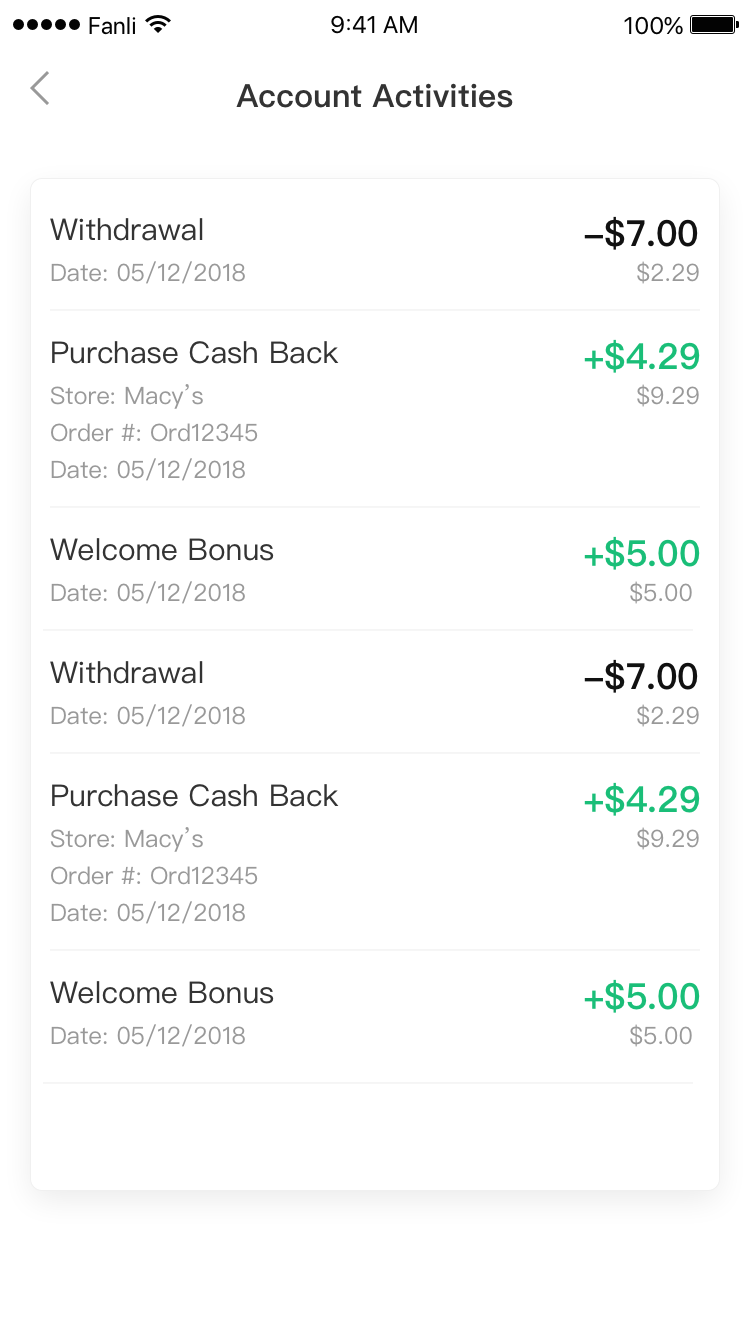 Fanli 9:41 AM 100%
Account Activities
Withdrawal –$7.00
Date: 05/12/2018 $2.29
Purchase Cash Back +$4.29
Store: Macy’s $9.29
Order #: Ord12345
Date: 05/12/2018
Welcome Bonus +$5.00
Date: 05/12/2018 $5.00
Withdrawal –$7.00
Date: 05/12/2018 $2.29
Purchase Cash Back +$4.29
Store: Macy’s $9.29
Order #: Ord12345
Date: 05/12/2018
Welcome Bonus +$5.00
Date: 05/12/2018 $5.00